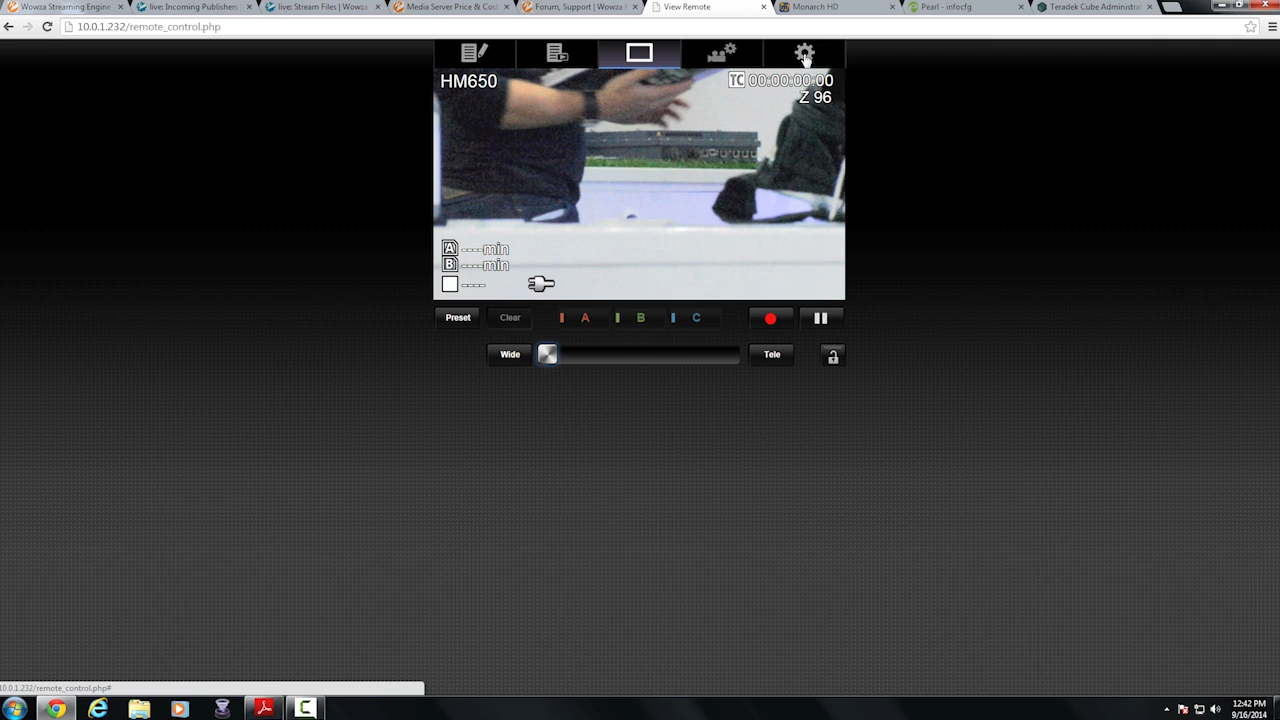 Wowza Streaming Engine
live: Incoming Publishers |
live: Stream Files | Wowza
Media Server Price & Cost
Forum, Support | Wowza
View Remote
Monarch HD
Pearl - infocfg
Teradek Cube Administrat
10.0.1.232/remote_control.php
HM650
TC 00:00:00:00
Z 96
A ----min
B ----min
----
Preset
Clear
A
B
C
Wide
Tele
10.0.1.232/remote_control.php#
12:42 PM
9/16/2014